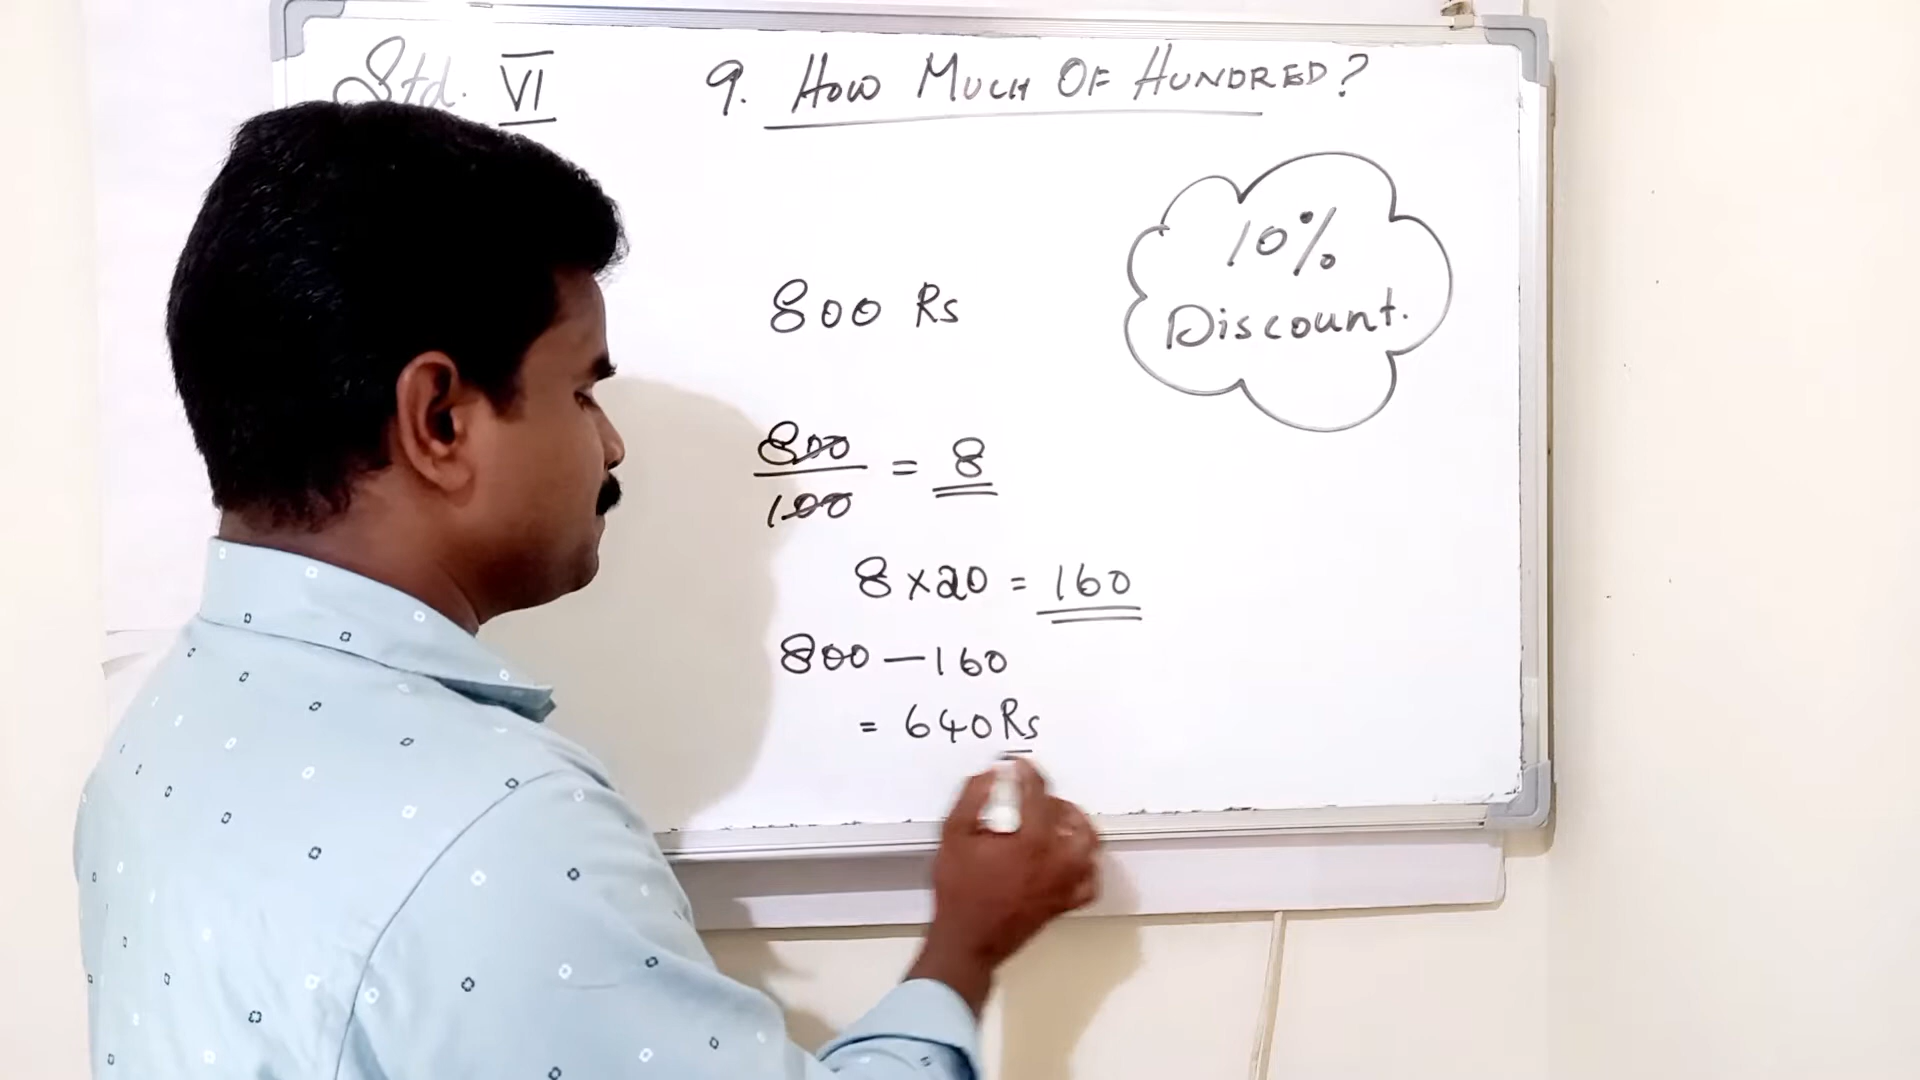 Std. VI
9. HOW MUCH OF HUNDRED?
10%
Discount.
800 Rs
800/100 = 8
8 × 20 = 160
800 — 160
= 640 Rs